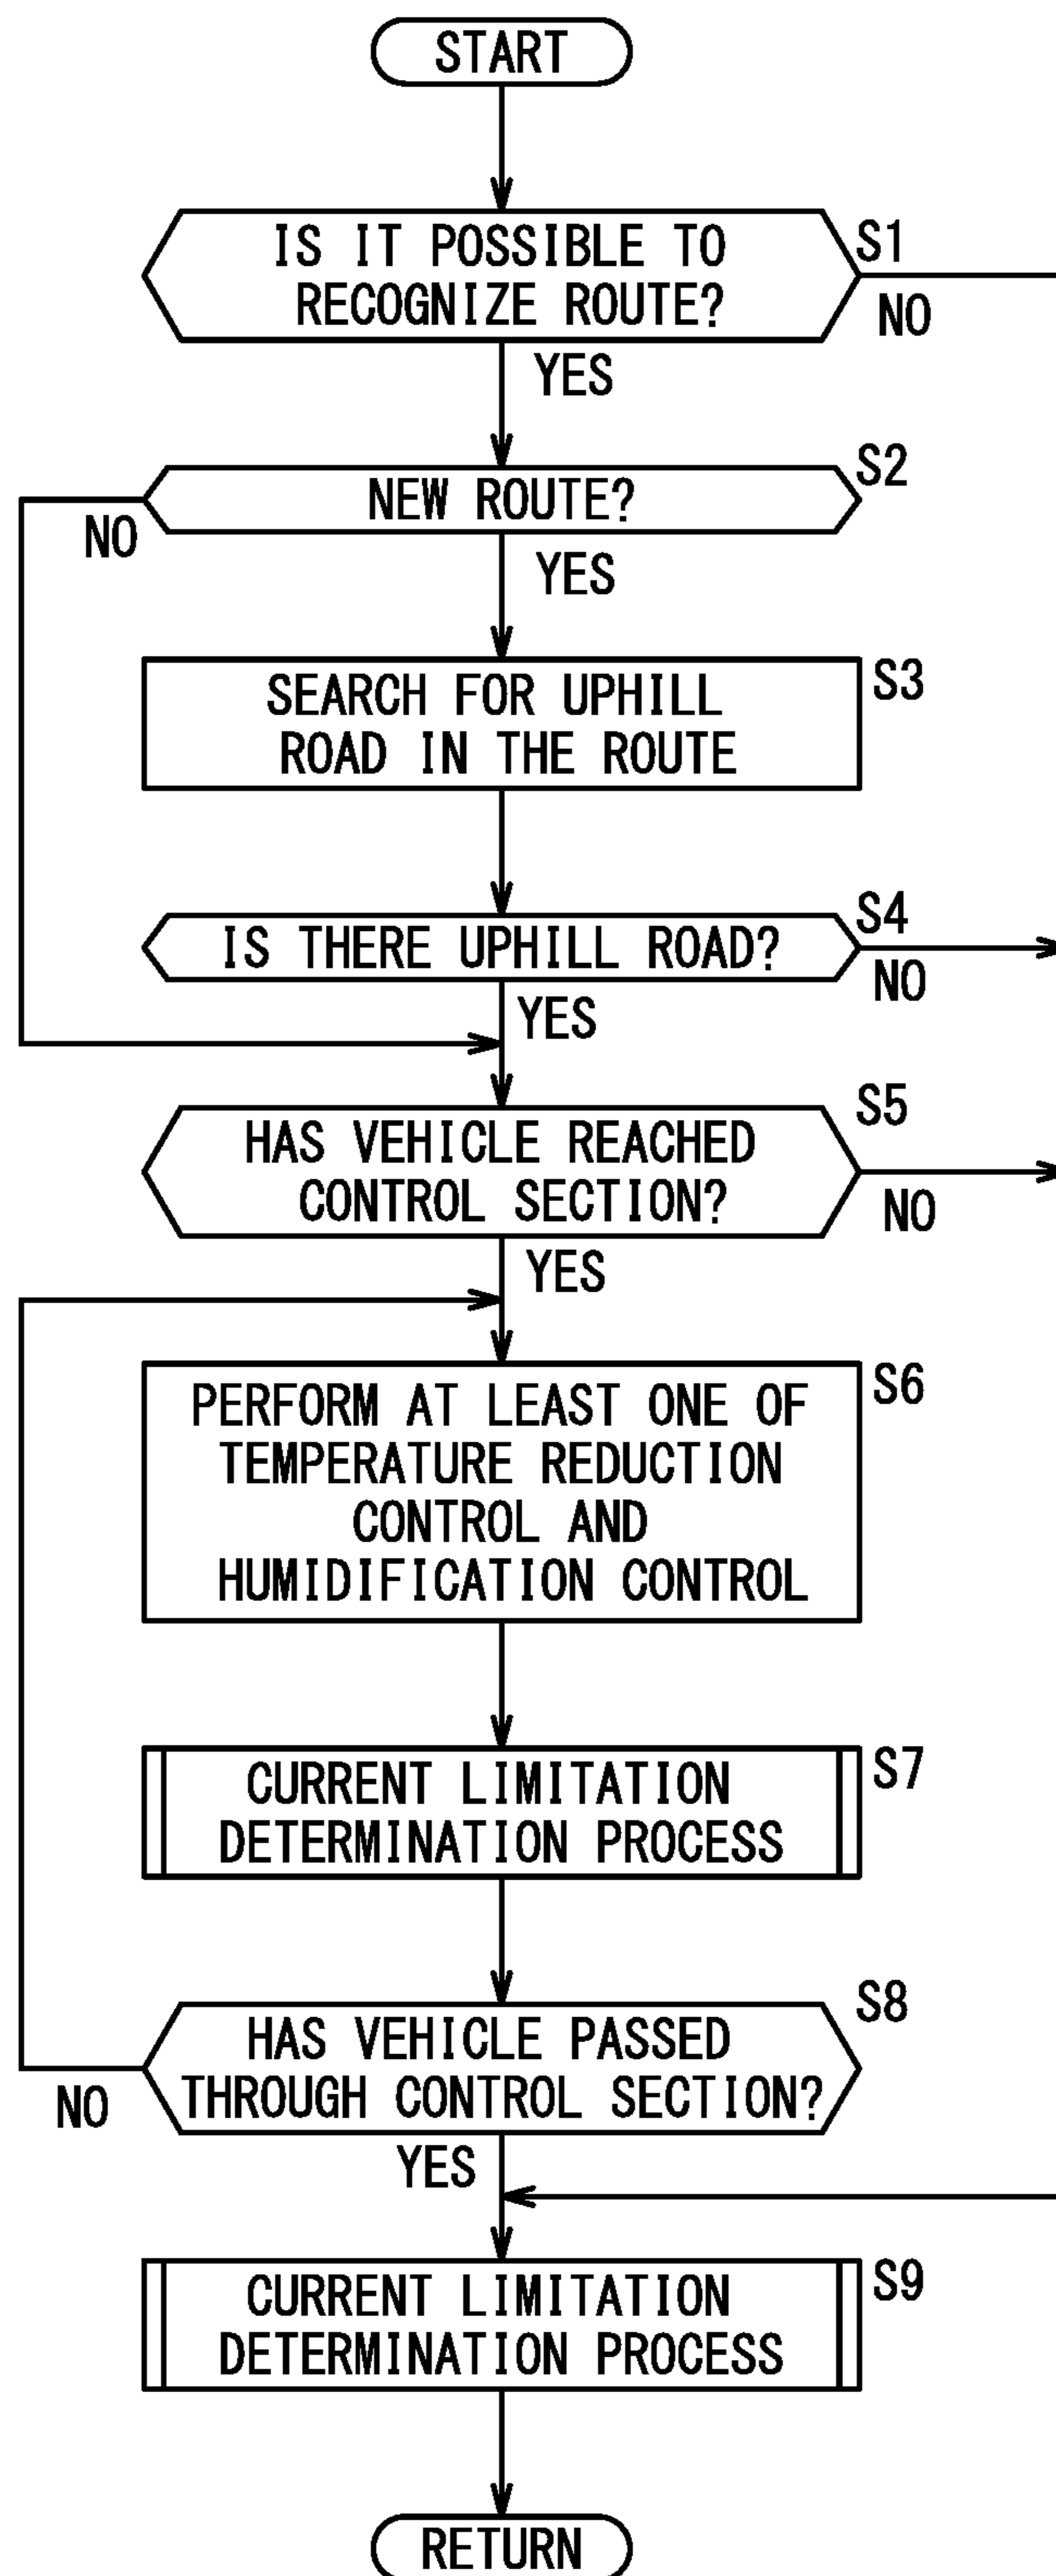 START
IS IT POSSIBLE TO
RECOGNIZE ROUTE?
S1
NO
YES
S2
NEW ROUTE?
NO
YES
S3
SEARCH FOR UPHILL
ROAD IN THE ROUTE
S4
IS THERE UPHILL ROAD?
NO
YES
S5
HAS VEHICLE REACHED
CONTROL SECTION?
NO
YES
S6
PERFORM AT LEAST ONE OF
TEMPERATURE REDUCTION
CONTROL AND
HUMIDIFICATION CONTROL
S7
CURRENT LIMITATION
DETERMINATION PROCESS
S8
HAS VEHICLE PASSED
THROUGH CONTROL SECTION?
NO
YES
S9
CURRENT LIMITATION
DETERMINATION PROCESS
RETURN